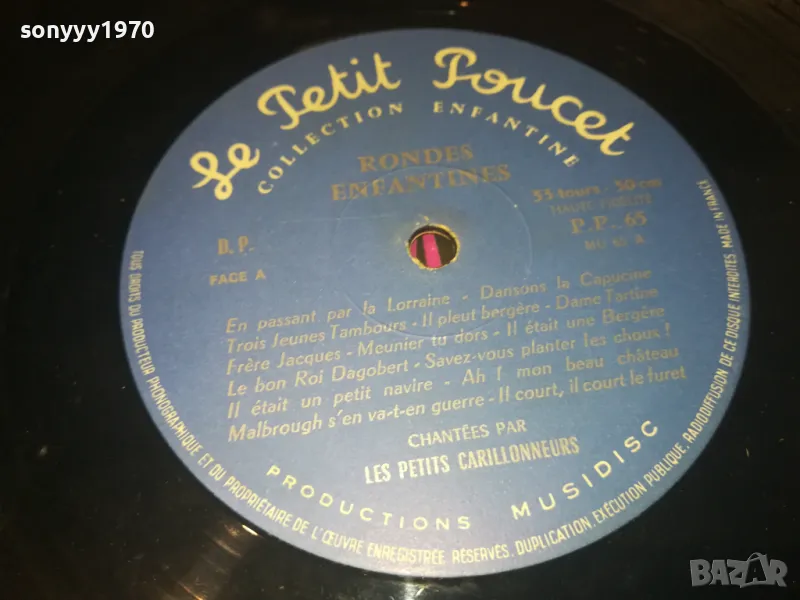 sonyyy1970
Le Petit Poucet
COLLECTION ENFANTINE
RONDES
ENFANTINES
33 tours - 30 cm
HAUTE FIDÉLITÉ
P.P. 65
MU 65 A
D. P.
FACE A
En passant par la Lorraine - Dansons la Capucine
Trois Jeunes Tambours - Il pleut bergère - Dame Tartine
Frère Jacques - Meunier tu dors - Il était une Bergère
Le bon Roi Dagobert - Savez-vous planter les choux !
Il était un petit navire - Ah ! mon beau château
Malbrough s'en va-t-en guerre - Il court, il court le furet
CHANTÉES PAR
LES PETITS CARILLONNEURS
PRODUCTIONS MUSIDISC
TOUS DROITS DU PRODUCTEUR PHONOGRAPHIQUE ET DU PROPRIÉTAIRE DE L'ŒUVRE ENREGISTRÉE RÉSERVÉS. DUPLICATION, EXÉCUTION PUBLIQUE, RADIODIFFUSION DE CE DISQUE INTERDITES. MADE IN FRANCE
BAZAR